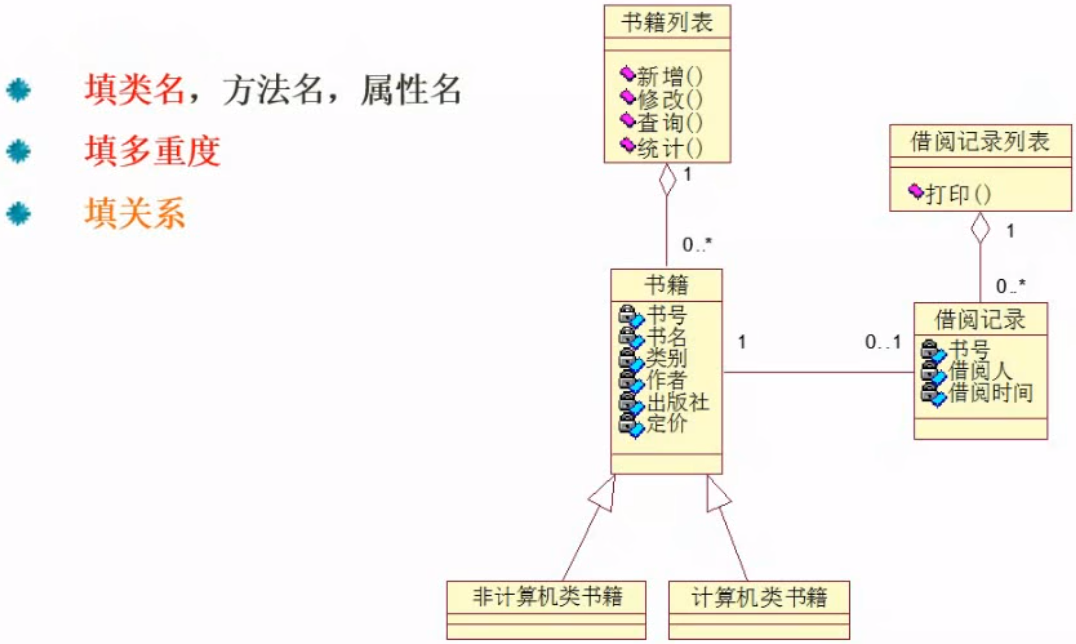 填类名，方法名，属性名
填多重度
填关系
书籍列表
新增()
修改()
查询()
统计()
1
0..*
借阅记录列表
打印()
1
0..*
书籍
书号
书名
类别
作者
出版社
定价
1
0..1
借阅记录
书号
借阅人
借阅时间
非计算机类书籍
计算机类书籍